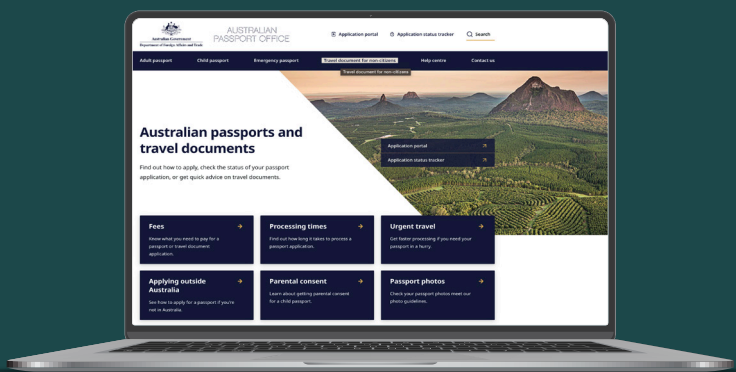 Australian Government
Department of Foreign Affairs and Trade
AUSTRALIAN
PASSPORT OFFICE
Application portal
Application status tracker
Search
Adult passport
Child passport
Emergency passport
Travel document for non-citizens
Help centre
Contact us
Travel document for non-citizens
Australian passports and
travel documents
Find out how to apply, check the status of your passport
application, or get quick advice on travel documents.
Application portal
Application status tracker
Fees
Know what you need to pay for a
passport or travel document
application.
Processing times
Find out how long it takes to process a
passport application.
Urgent travel
Get faster processing if you need your
passport in a hurry.
Applying outside
Australia
See how to apply for a passport if you're
not in Australia.
Parental consent
Learn about getting parental consent
for a child passport.
Passport photos
Check your passport photos meet our
photo guidelines.